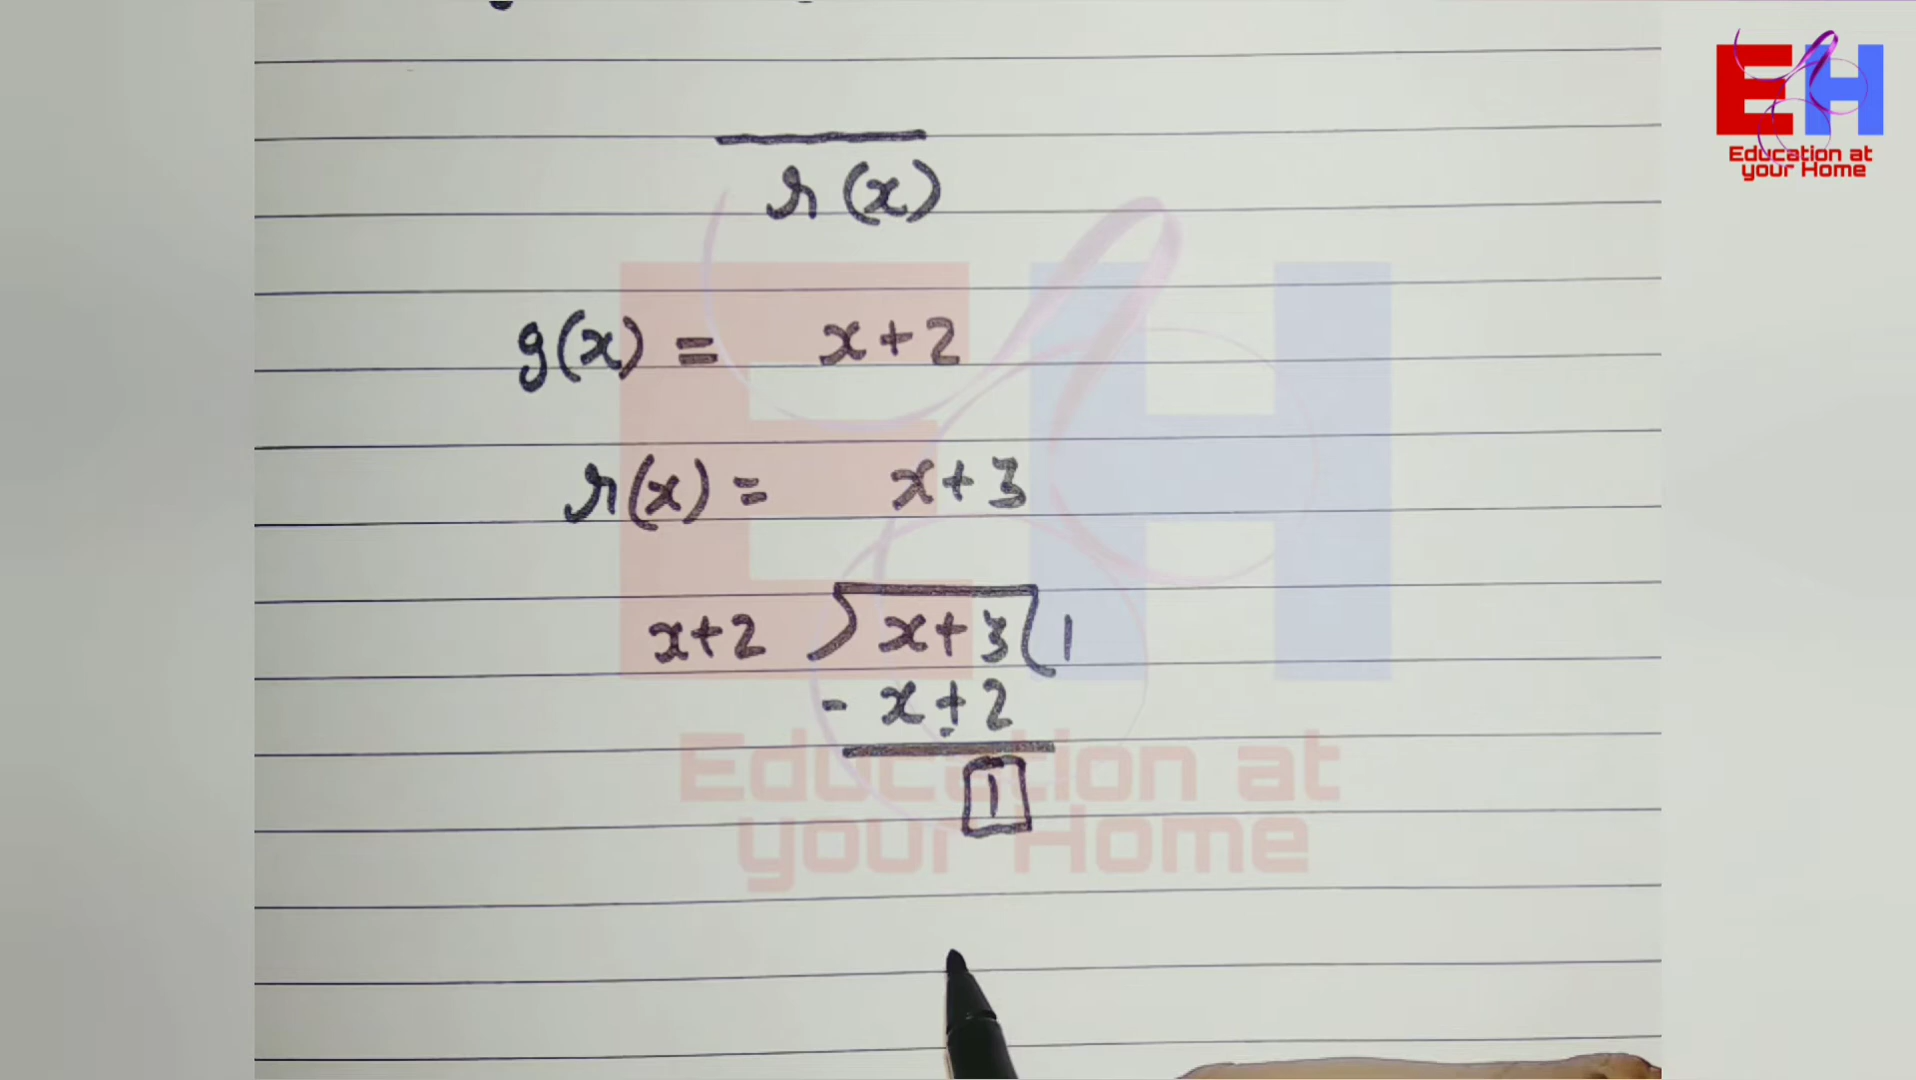 EH
Education at
your Home
r(x)
g(x) = x+2
r(x) = x+3
x+2 ) x+3 ( 1
- x+2
-
1
Education at
your Home